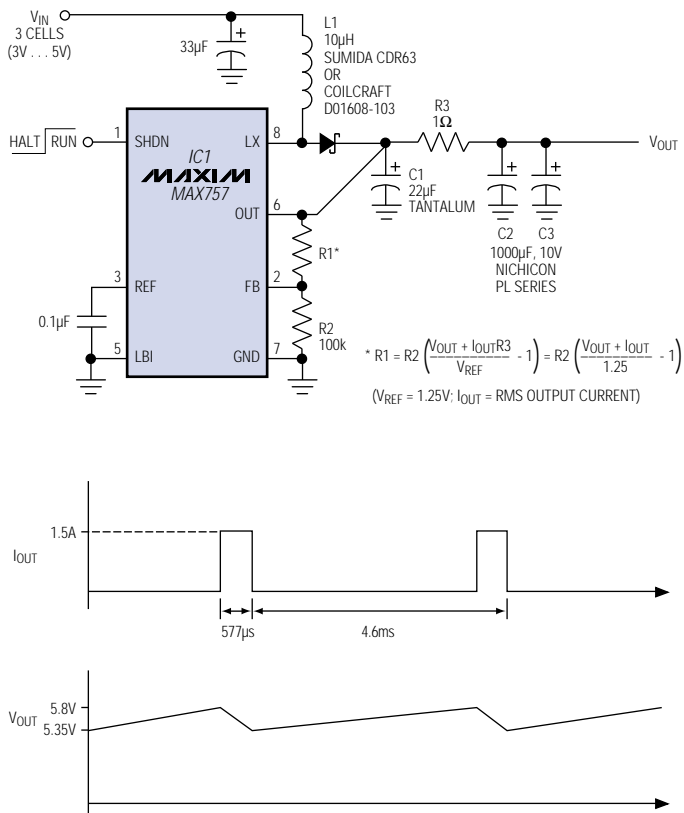 VIN
3 CELLS
(3V . . . 5V)
33µF
+
L1
10µH
SUMIDA CDR63
OR
COILCRAFT
D01608-103
HALT RUN
1
SHDN
LX
8
IC1
MAXIM
MAX757
R3
1Ω
VOUT
+
C1
22µF
TANTALUM
+
+
C2
C3
1000µF, 10V
NICHICON
PL SERIES
OUT
6
R1*
3
REF
FB
2
0.1µF
R2
100k
5
LBI
GND
7
* R1 = R2 (VOUT + IOUTR3 / VREF - 1) = R2 (VOUT + IOUT / 1.25 - 1)
(VREF = 1.25V; IOUT = RMS OUTPUT CURRENT)
1.5A
IOUT
577µs
4.6ms
VOUT
5.8V
5.35V